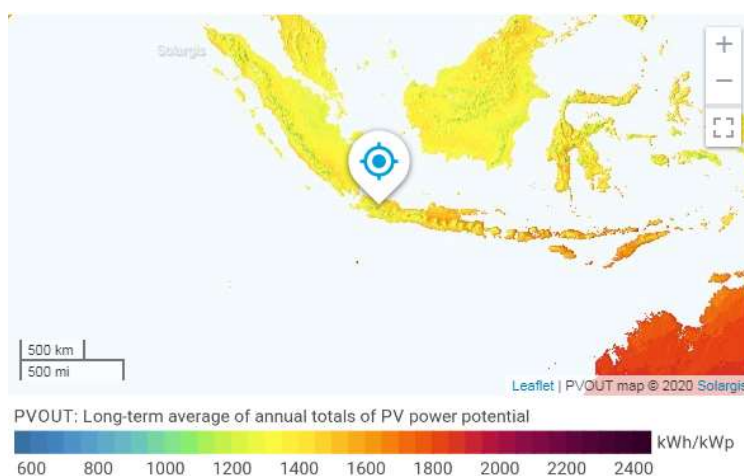 Solargis
+
−
500 km
500 mi
Leaflet | PVOUT map © 2020 Solargis
PVOUT: Long-term average of annual totals of PV power potential
kWh/kWp
600 800 1000 1200 1400 1600 1800 2000 2200 2400